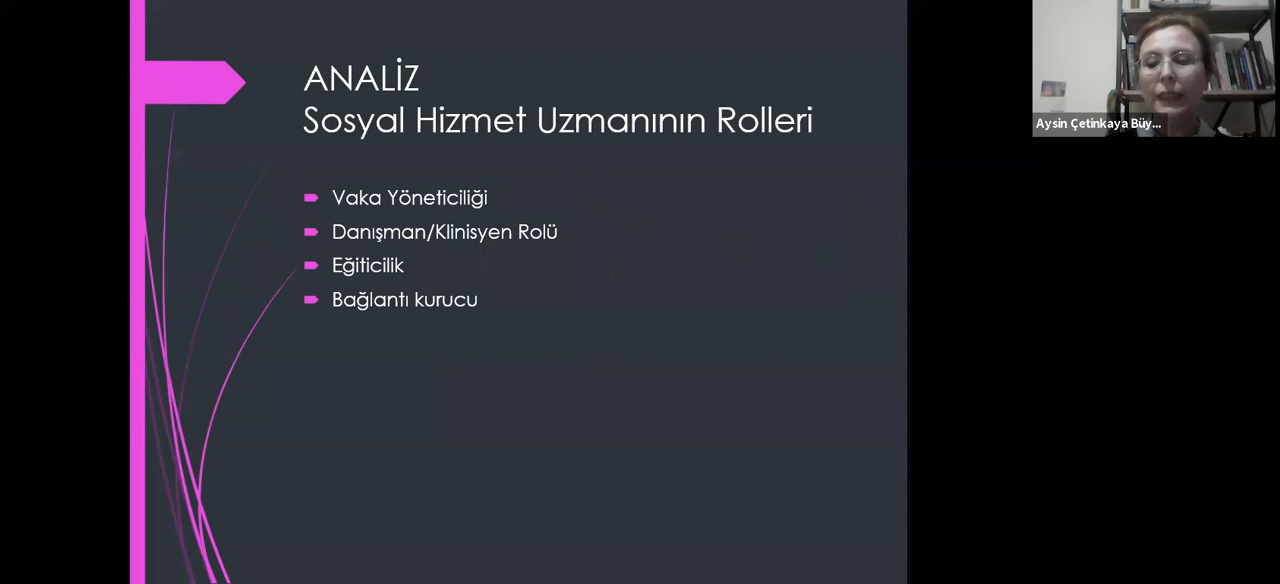 ANALİZ
Sosyal Hizmet Uzmanının Rolleri
Vaka Yöneticiliği
Danışman/Klinisyen Rolü
Eğiticilik
Bağlantı kurucu
Aysin Çetinkaya Büy...